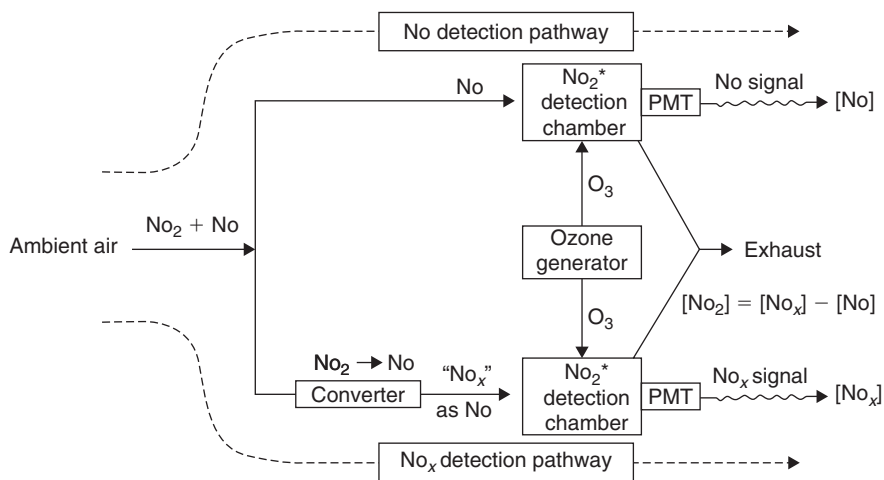 No detection pathway
No
No₂*
detection
chamber
PMT
No signal
[No]
O₃
Ambient air
No₂ + No
Ozone
generator
Exhaust
[No₂] = [Noₓ] − [No]
O₃
No₂ → No
Converter
“Noₓ”
as No
No₂*
detection
chamber
PMT
Noₓ signal
[Noₓ]
Noₓ detection pathway